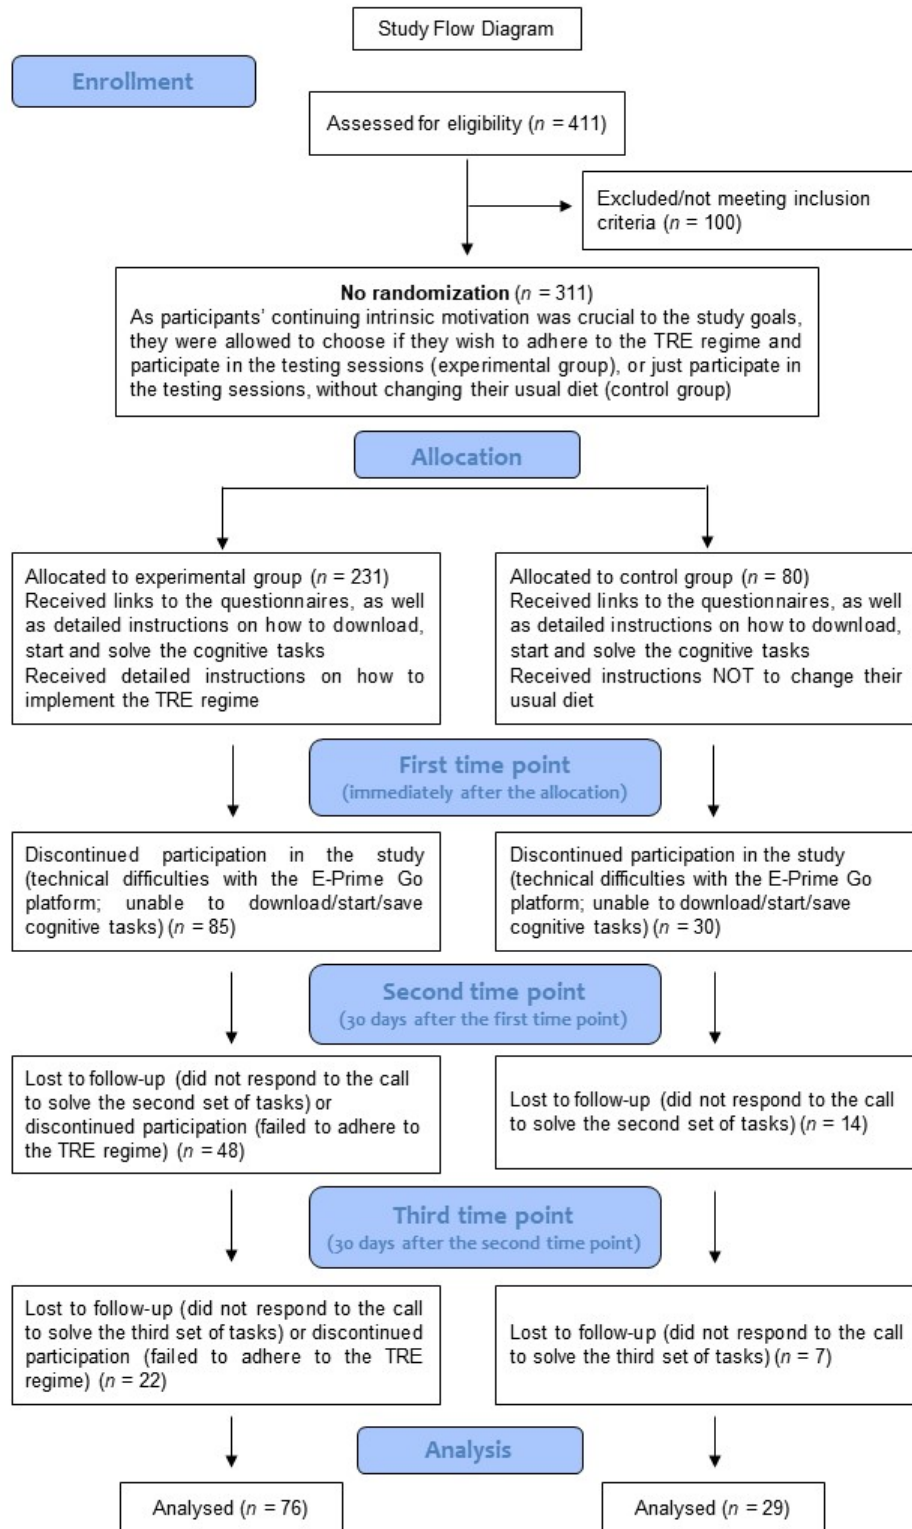 Study Flow Diagram
Enrollment
Assessed for eligibility (n = 411)
Excluded/not meeting inclusion
criteria (n = 100)
No randomization (n = 311)
As participants' continuing intrinsic motivation was crucial to the study goals,
they were allowed to choose if they wish to adhere to the TRE regime and
participate in the testing sessions (experimental group), or just participate in
the testing sessions, without changing their usual diet (control group)
Allocation
Allocated to experimental group (n = 231)
Received links to the questionnaires, as well
as detailed instructions on how to download,
start and solve the cognitive tasks
Received detailed instructions on how to
implement the TRE regime
Allocated to control group (n = 80)
Received links to the questionnaires, as well
as detailed instructions on how to download,
start and solve the cognitive tasks
Received instructions NOT to change their
usual diet
First time point
(immediately after the allocation)
Discontinued participation in the study
(technical difficulties with the E-Prime Go
platform; unable to download/start/save
cognitive tasks) (n = 85)
Discontinued participation in the study
(technical difficulties with the E-Prime Go
platform; unable to download/start/save
cognitive tasks) (n = 30)
Second time point
(30 days after the first time point)
Lost to follow-up (did not respond to the call
to solve the second set of tasks) or
discontinued participation (failed to adhere to
the TRE regime) (n = 48)
Lost to follow-up (did not respond to the call
to solve the second set of tasks) (n = 14)
Third time point
(30 days after the second time point)
Lost to follow-up (did not respond to the call
to solve the third set of tasks) or discontinued
participation (failed to adhere to the TRE
regime) (n = 22)
Lost to follow-up (did not respond to the call
to solve the third set of tasks) (n = 7)
Analysis
Analysed (n = 76)
Analysed (n = 29)